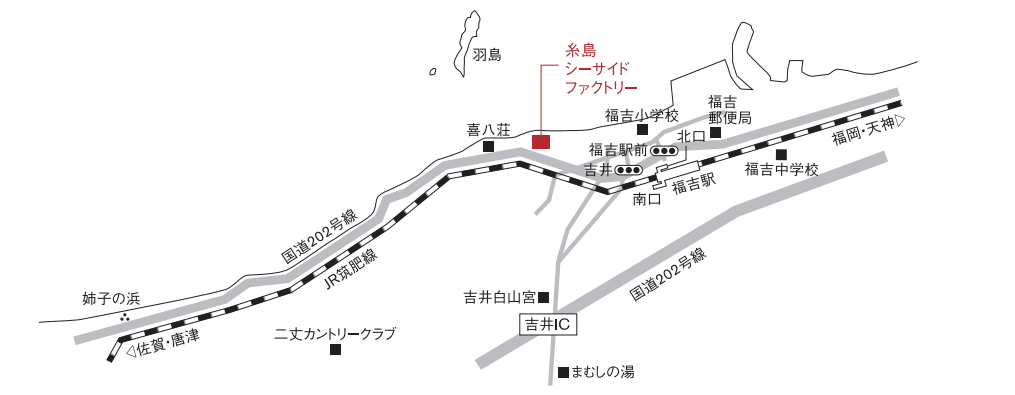 羽島
糸島
シーサイド
ファクトリー
福吉
郵便局
福吉小学校
喜八荘
北口
福岡・天神▷
福吉駅前
吉井
福吉中学校
福吉駅
南口
国道202号線
JR筑肥線
国道202号線
姉子の浜
吉井白山宮
吉井IC
◁佐賀・唐津
二丈カントリークラブ
まむしの湯